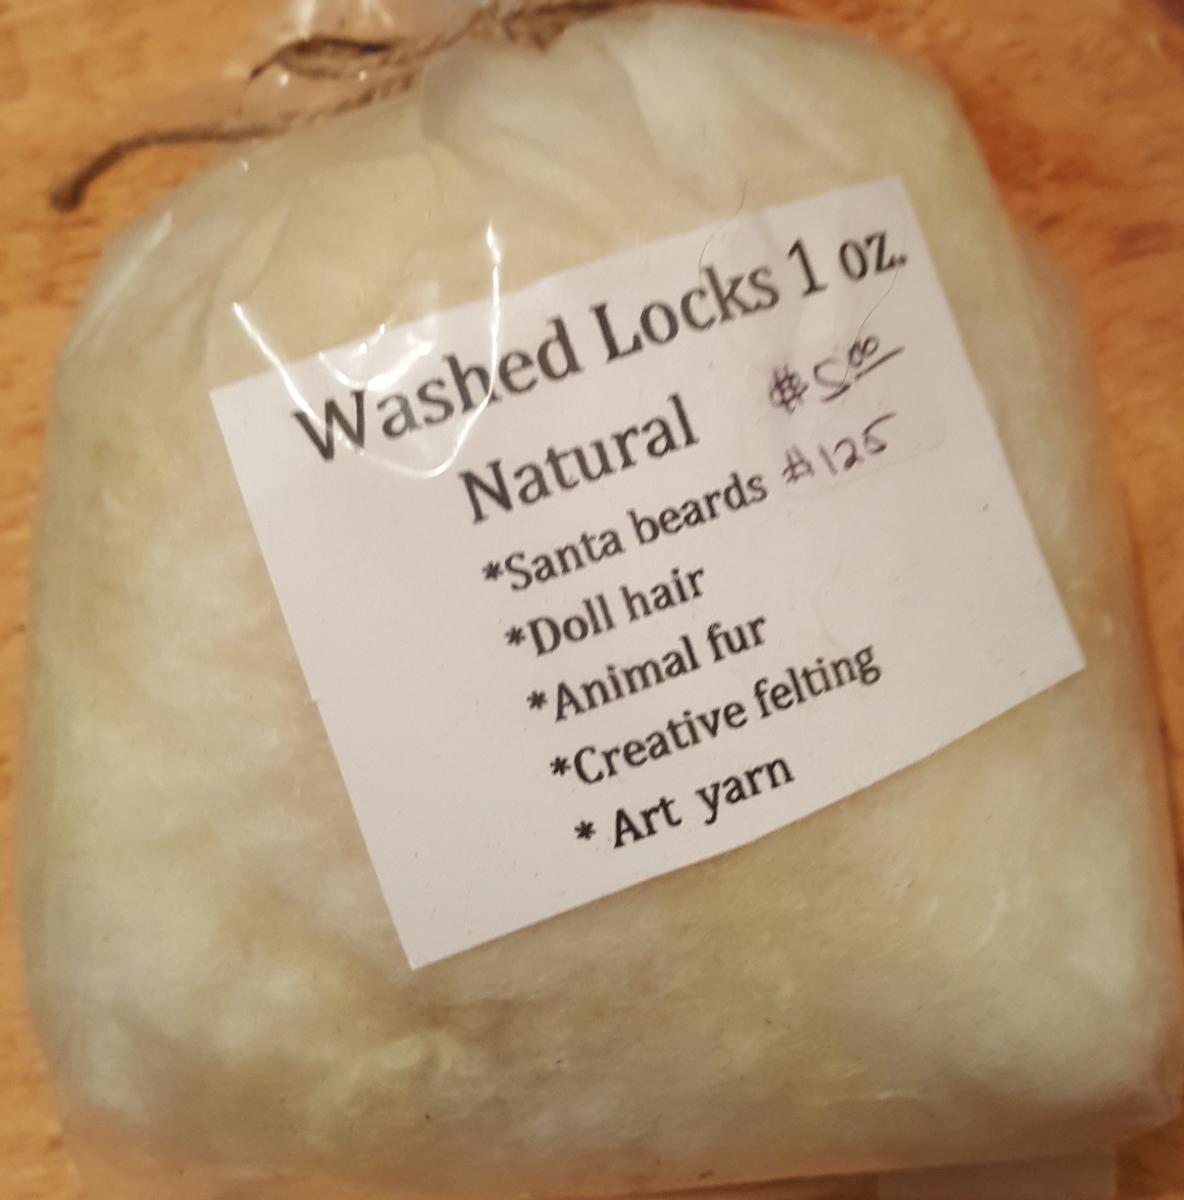 Washed Locks 1 oz.
Natural $5.00
*Santa beards #125
*Doll hair
*Animal fur
*Creative felting
* Art yarn